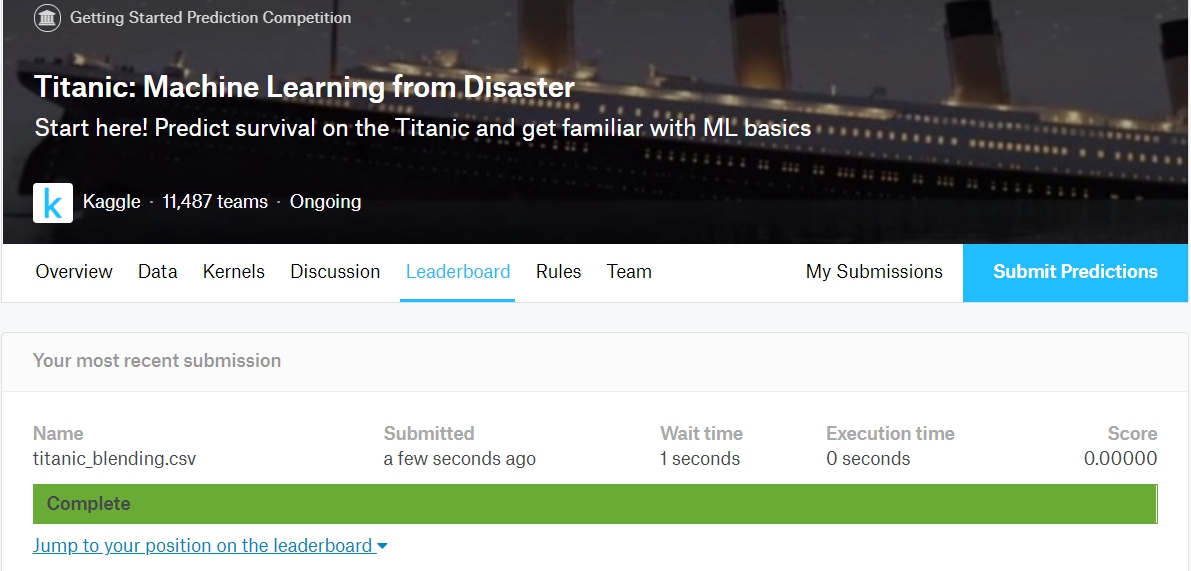 Getting Started Prediction Competition
Titanic: Machine Learning from Disaster
Start here! Predict survival on the Titanic and get familiar with ML basics
k Kaggle · 11,487 teams · Ongoing
Overview Data Kernels Discussion Leaderboard Rules Team My Submissions Submit Predictions
Your most recent submission
Name Submitted Wait time Execution time Score
titanic_blending.csv a few seconds ago 1 seconds 0 seconds 0.00000
Complete
Jump to your position on the leaderboard